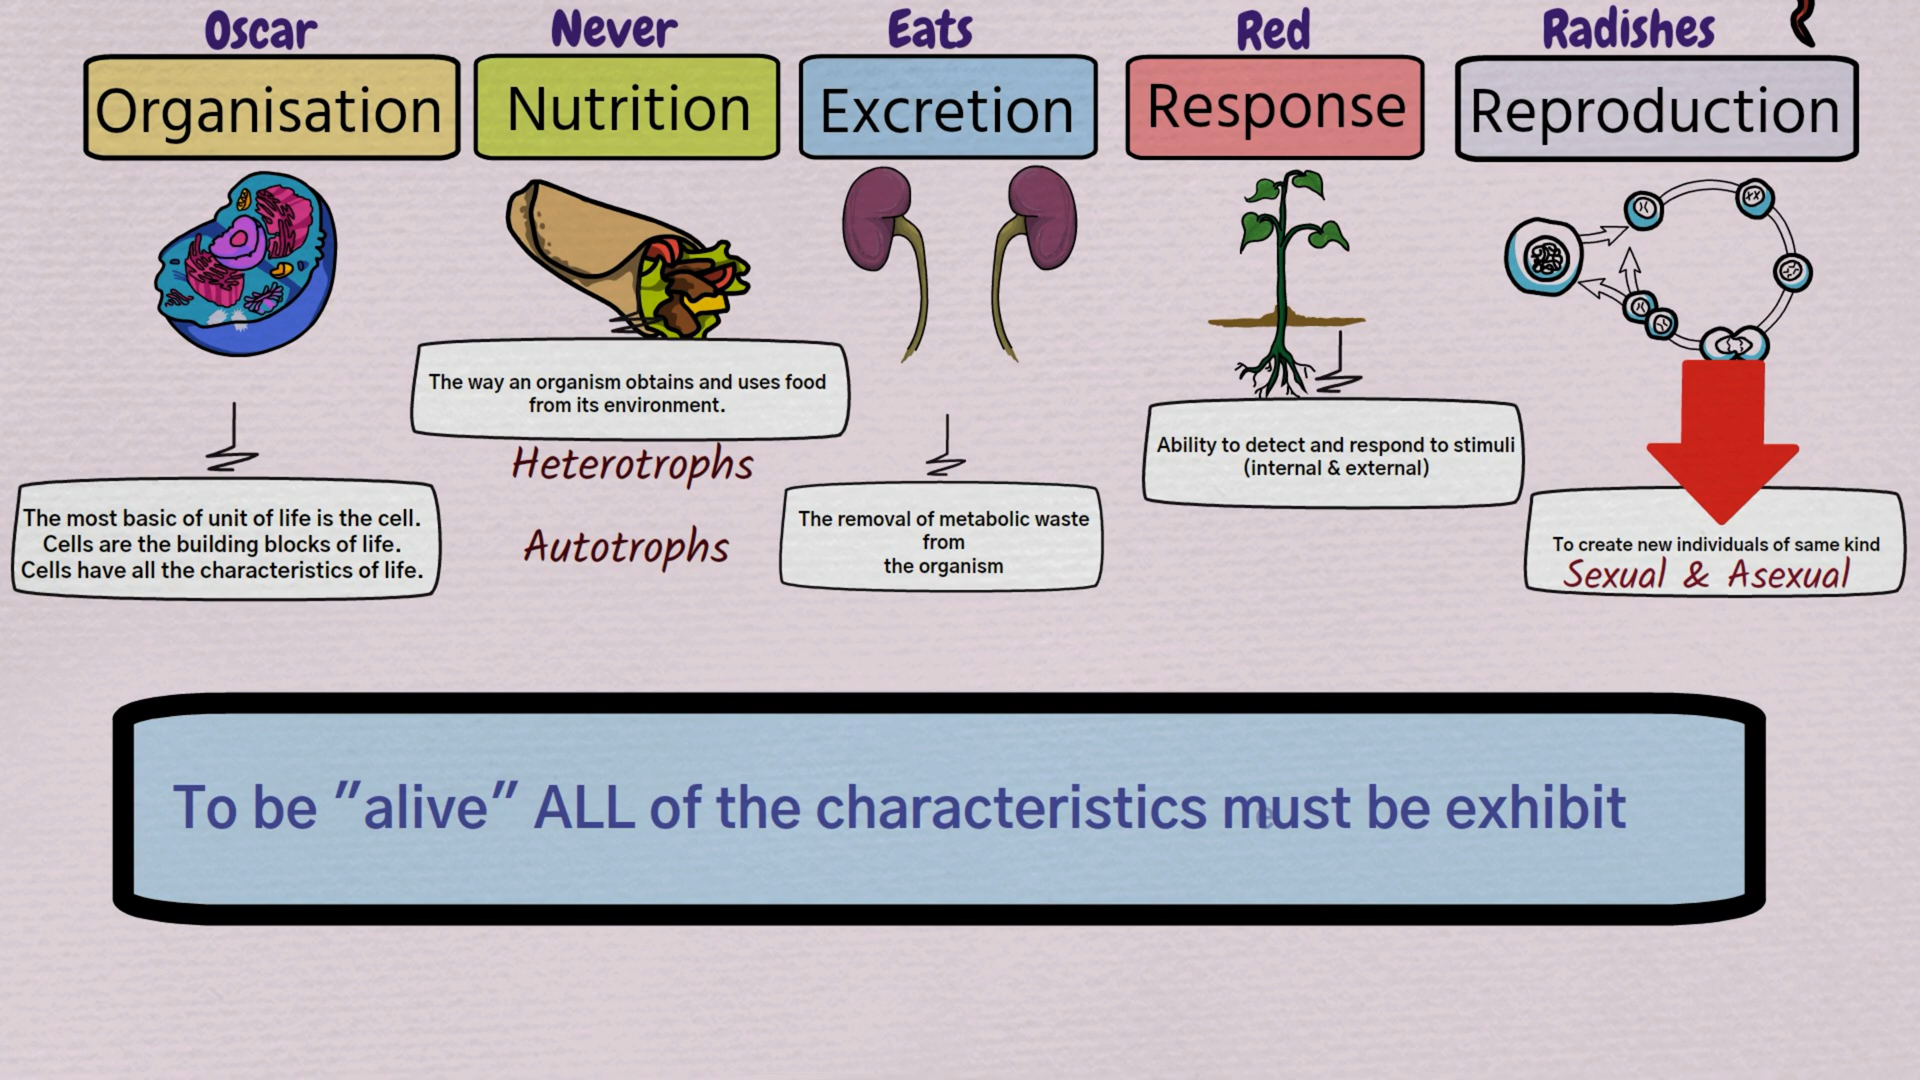 Oscar Never Eats Red Radishes
Organisation Nutrition Excretion Response Reproduction
The way an organism obtains and uses food
from its environment.
Heterotrophs
Autotrophs
The most basic of unit of life is the cell.
Cells are the building blocks of life.
Cells have all the characteristics of life.
The removal of metabolic waste
from
the organism
Ability to detect and respond to stimuli
(internal & external)
To create new individuals of same kind
Sexual & Asexual
To be "alive" ALL of the characteristics must be exhibit